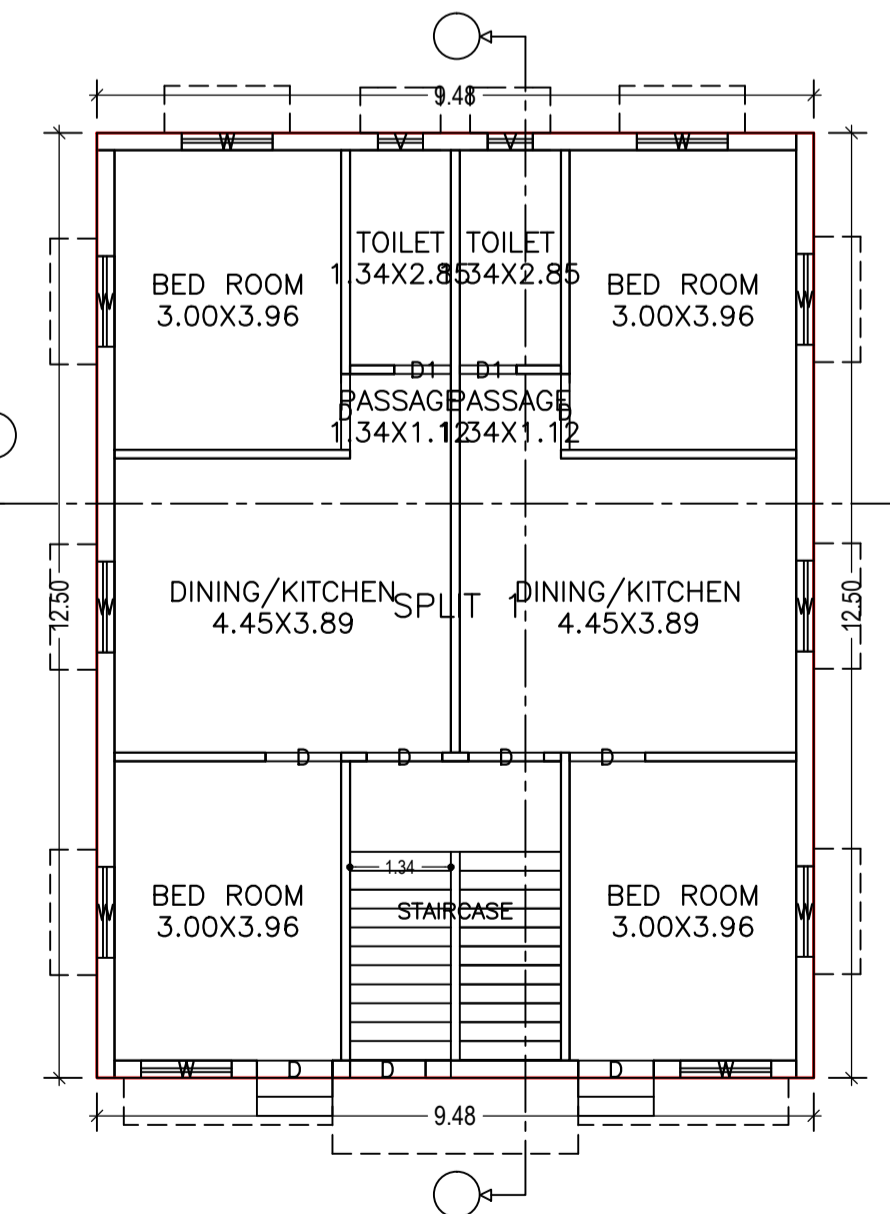 9.48
W
V
V
W
TOILET
1.34X2.85
TOILET
1.34X2.85
BED ROOM
3.00X3.96
BED ROOM
3.00X3.96
W
W
D1
D1
PASSAGE
1.34X1.12
PASSAGE
1.34X1.12
D
D
DINING/KITCHEN
4.45X3.89
SPLIT 1
DINING/KITCHEN
4.45X3.89
12.50
W
W
12.50
D
D
D
D
1.34
BED ROOM
3.00X3.96
STAIRCASE
BED ROOM
3.00X3.96
W
W
W
D
D
D
W
9.48